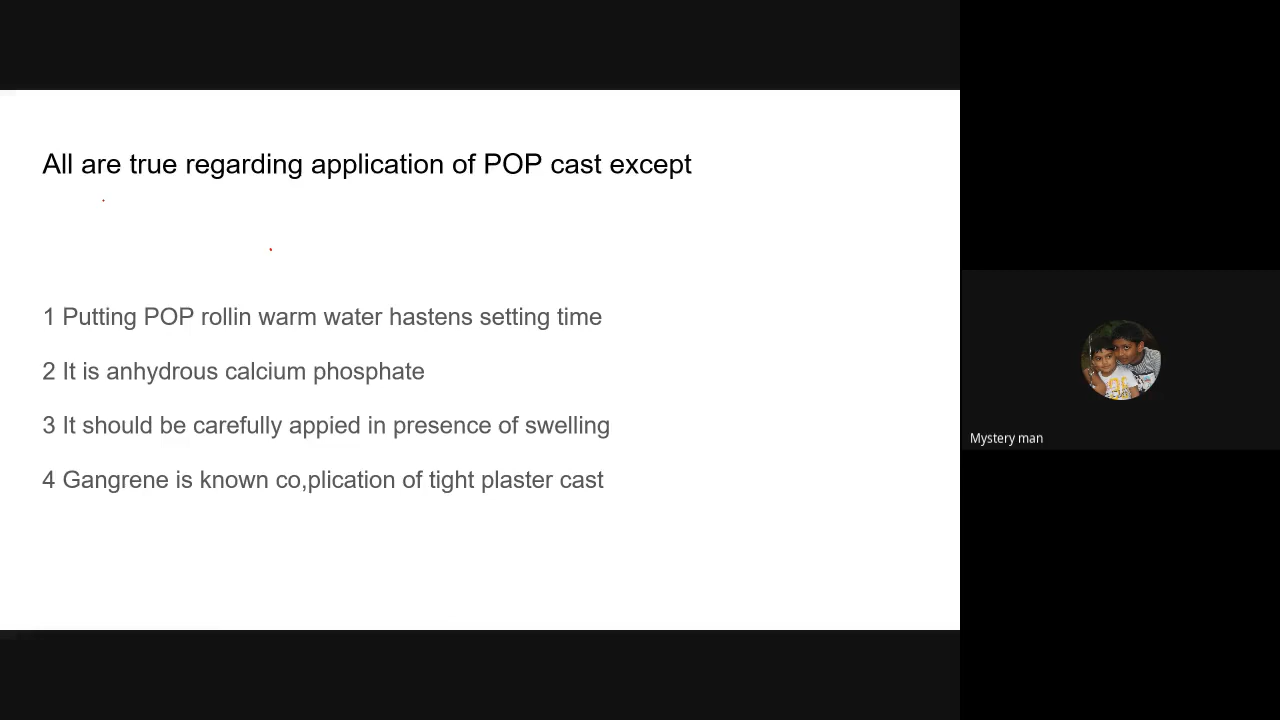 All are true regarding application of POP cast except
1 Putting POP rollin warm water hastens setting time
2 It is anhydrous calcium phosphate
3 It should be carefully appied in presence of swelling
4 Gangrene is known co,plication of tight plaster cast
Mystery man